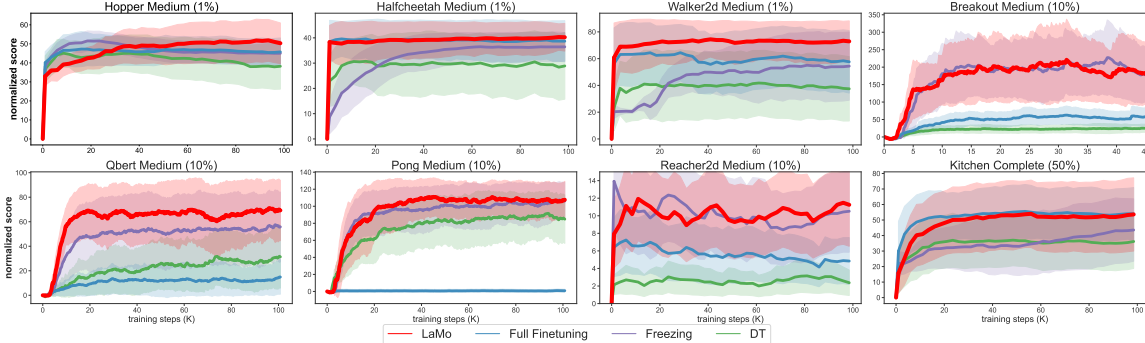 Hopper Medium (1%)
Halfcheetah Medium (1%)
Walker2d Medium (1%)
Breakout Medium (10%)
normalized score
60
50
40
30
20
10
0
0 20 40 60 80 100
50
40
30
20
10
0
0 20 40 60 80 100
80
60
40
20
0
0 20 40 60 80 100
350
300
250
200
150
100
50
0
0 5 10 15 20 25 30 35 40 45
Qbert Medium (10%)
Pong Medium (10%)
Reacher2d Medium (10%)
Kitchen Complete (50%)
normalized score
100
80
60
40
20
0
0 20 40 60 80 100
training steps (K)
140
120
100
80
60
40
20
0
0 20 40 60 80 100
training steps (K)
14
12
10
8
6
4
2
0
0 20 40 60 80 100
training steps (K)
70
60
50
40
30
20
10
0
0 20 40 60 80 100
training steps (K)
LaMo Full Finetuning Freezing DT